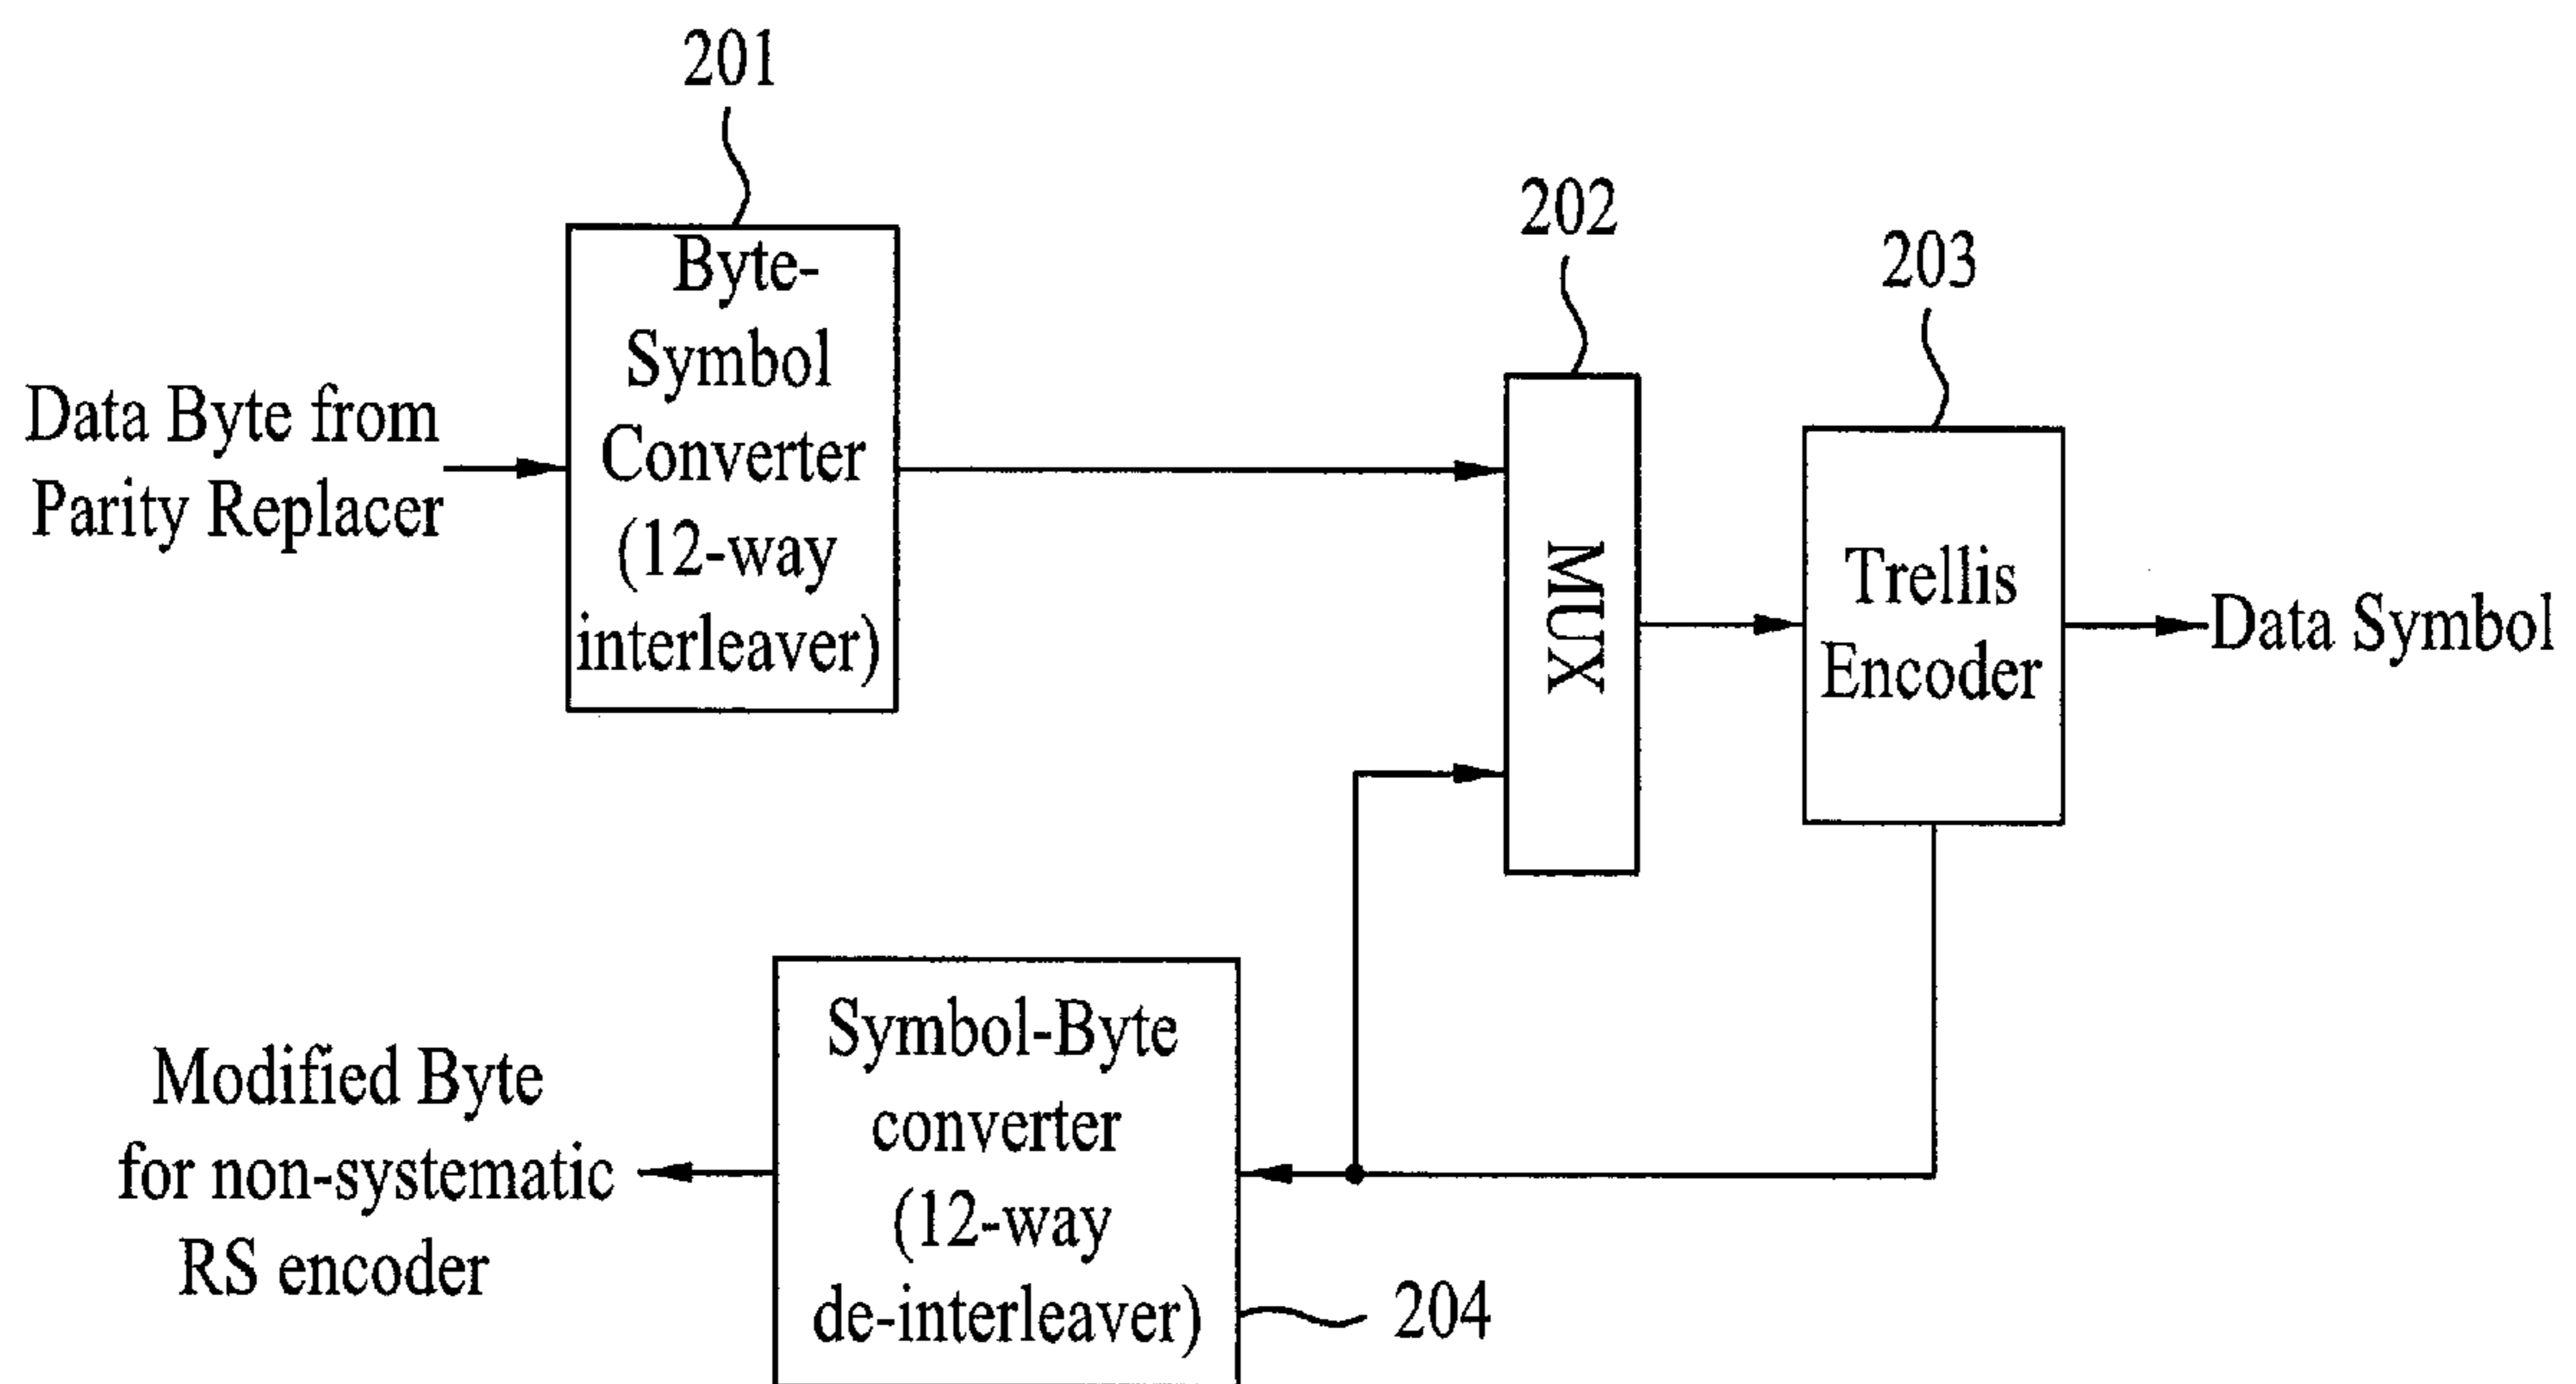 201
202
203
Byte-
Symbol
Converter
(12-way
interleaver)
Data Byte from
Parity Replacer
MUX
Trellis
Encoder
Data Symbol
Symbol-Byte
converter
(12-way
de-interleaver)
204
Modified Byte
for non-systematic
RS encoder